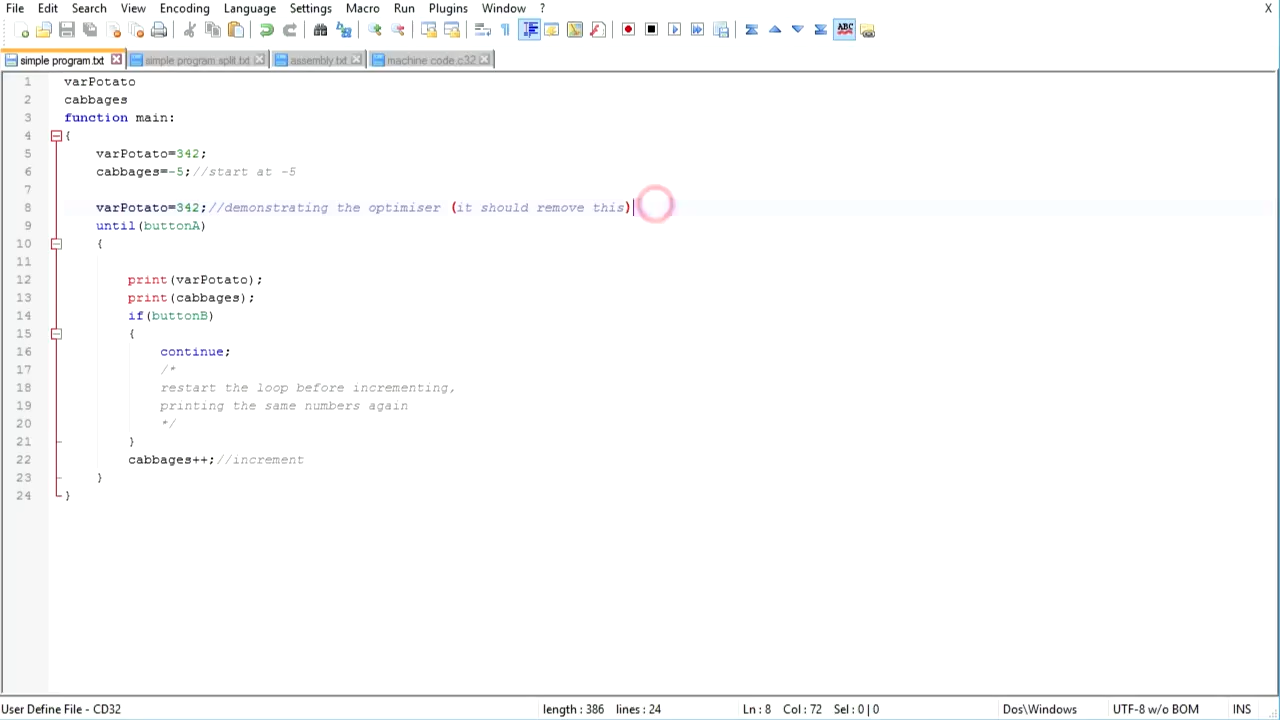 File Edit Search View Encoding Language Settings Macro Run Plugins Window ? X
simple program.txt simple program split.txt assembly.txt machine code.c32
1 varPotato
2 cabbages
3 function main:
4 {
5 varPotato=342;
6 cabbages=-5;//start at -5
7
8 varPotato=342;//demonstrating the optimiser (it should remove this)
9 until(buttonA)
10 {
11
12 print(varPotato);
13 print(cabbages);
14 if(buttonB)
15 {
16 continue;
17 /*
18 restart the loop before incrementing,
19 printing the same numbers again
20 */
21 }
22 cabbages++;//increment
23 }
24 }
User Define File - CD32 length : 386 lines : 24 Ln : 8 Col : 72 Sel : 0 | 0 Dos\Windows UTF-8 w/o BOM INS